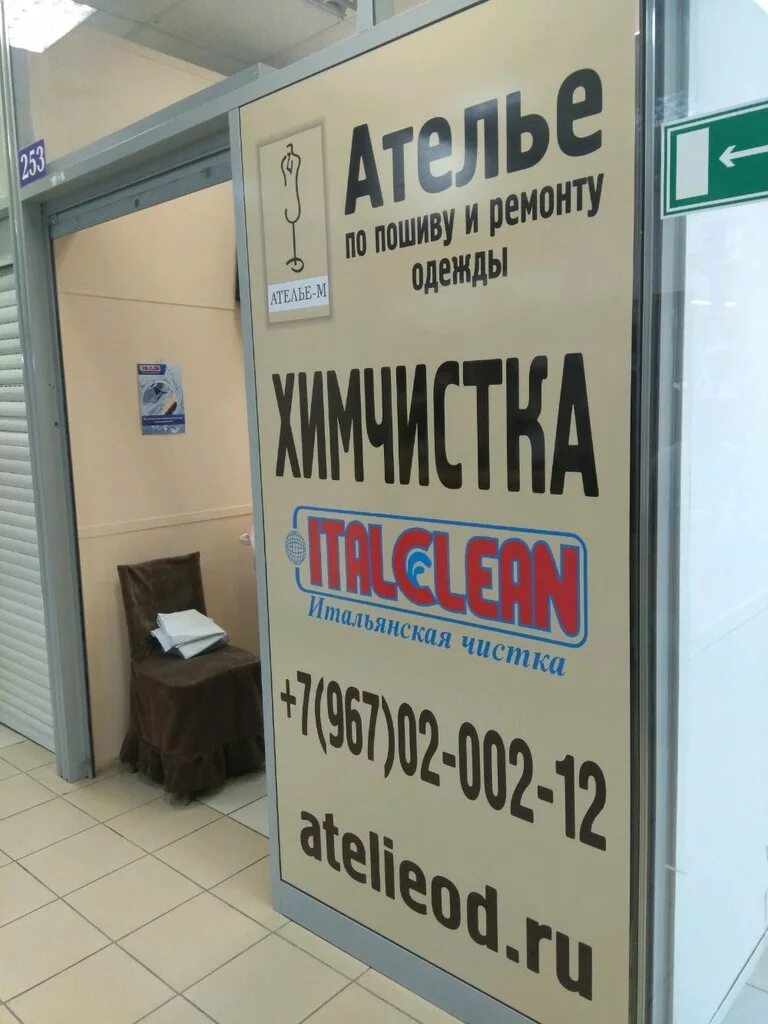 253
Ателье
по пошиву и ремонту
одежды
АТЕЛЬЕ-М
ХИМЧИСТКА
ITALCLEAN
Итальянская чистка
+7(967)02-002-12
atelieod.ru